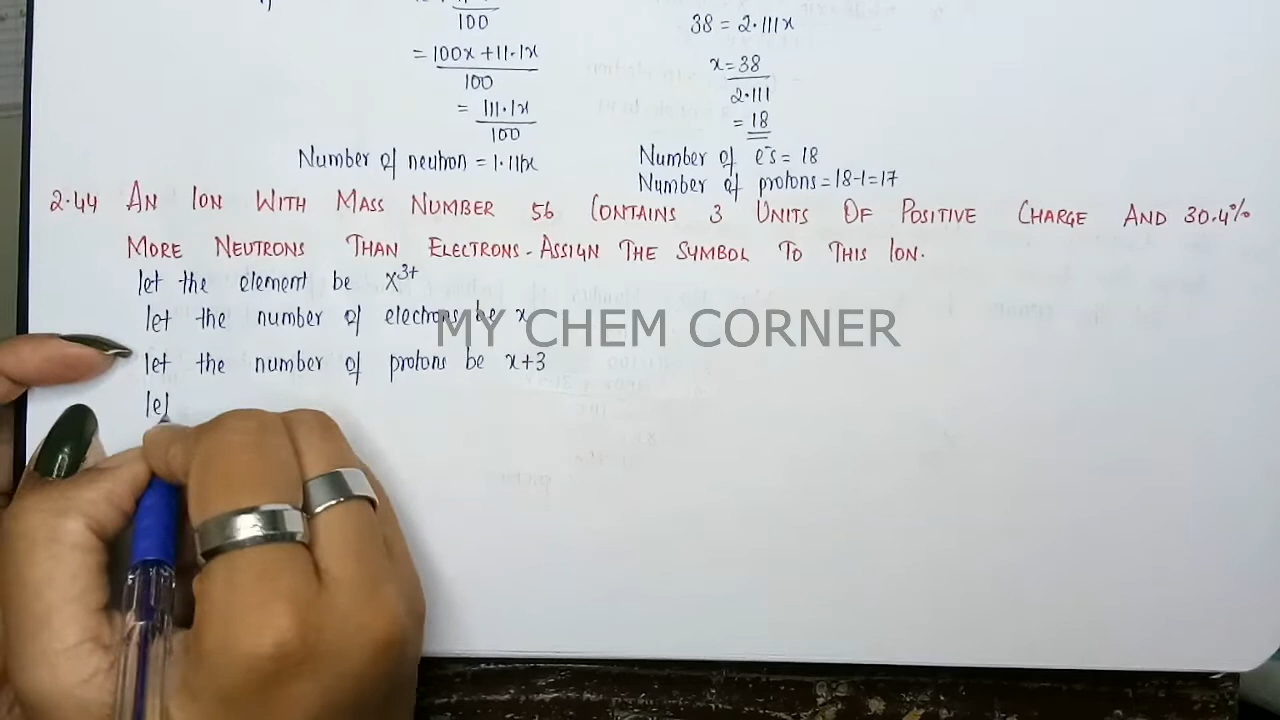 100
= 100x + 11.1x
100
= 111.1x
100
Number of neutron = 1.111x
38 = 2.111x
x = 38
2.111
= 18
Number of e⁻s = 18
Number of protons = 18-1 = 17
2.44 AN ION WITH MASS NUMBER 56 CONTAINS 3 UNITS OF POSITIVE CHARGE AND 30.4%
MORE NEUTRONS THAN ELECTRONS. ASSIGN THE SYMBOL TO THIS ION.
let the element be X³⁺
let the number of electrons be x
let the number of protons be x+3
let
MY CHEM CORNER